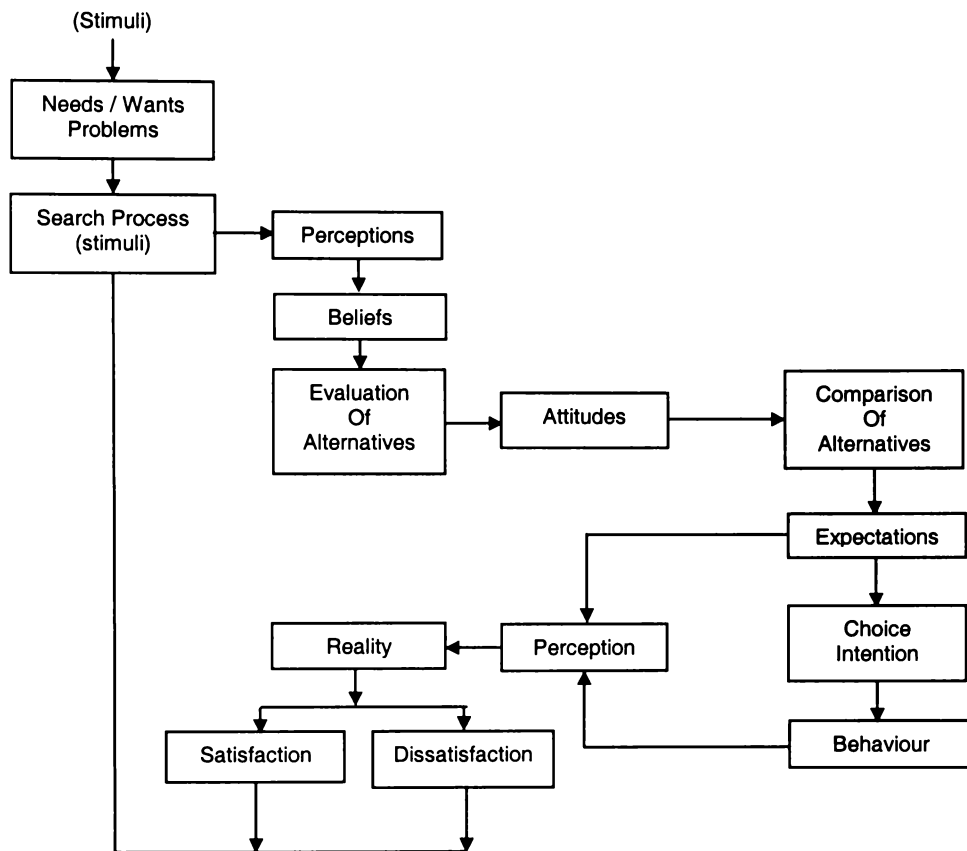 (Stimuli)
Needs / Wants
Problems
Search Process
(stimuli)
Perceptions
Beliefs
Evaluation
Of
Alternatives
Attitudes
Comparison
Of
Alternatives
Expectations
Choice
Intention
Behaviour
Perception
Reality
Satisfaction
Dissatisfaction